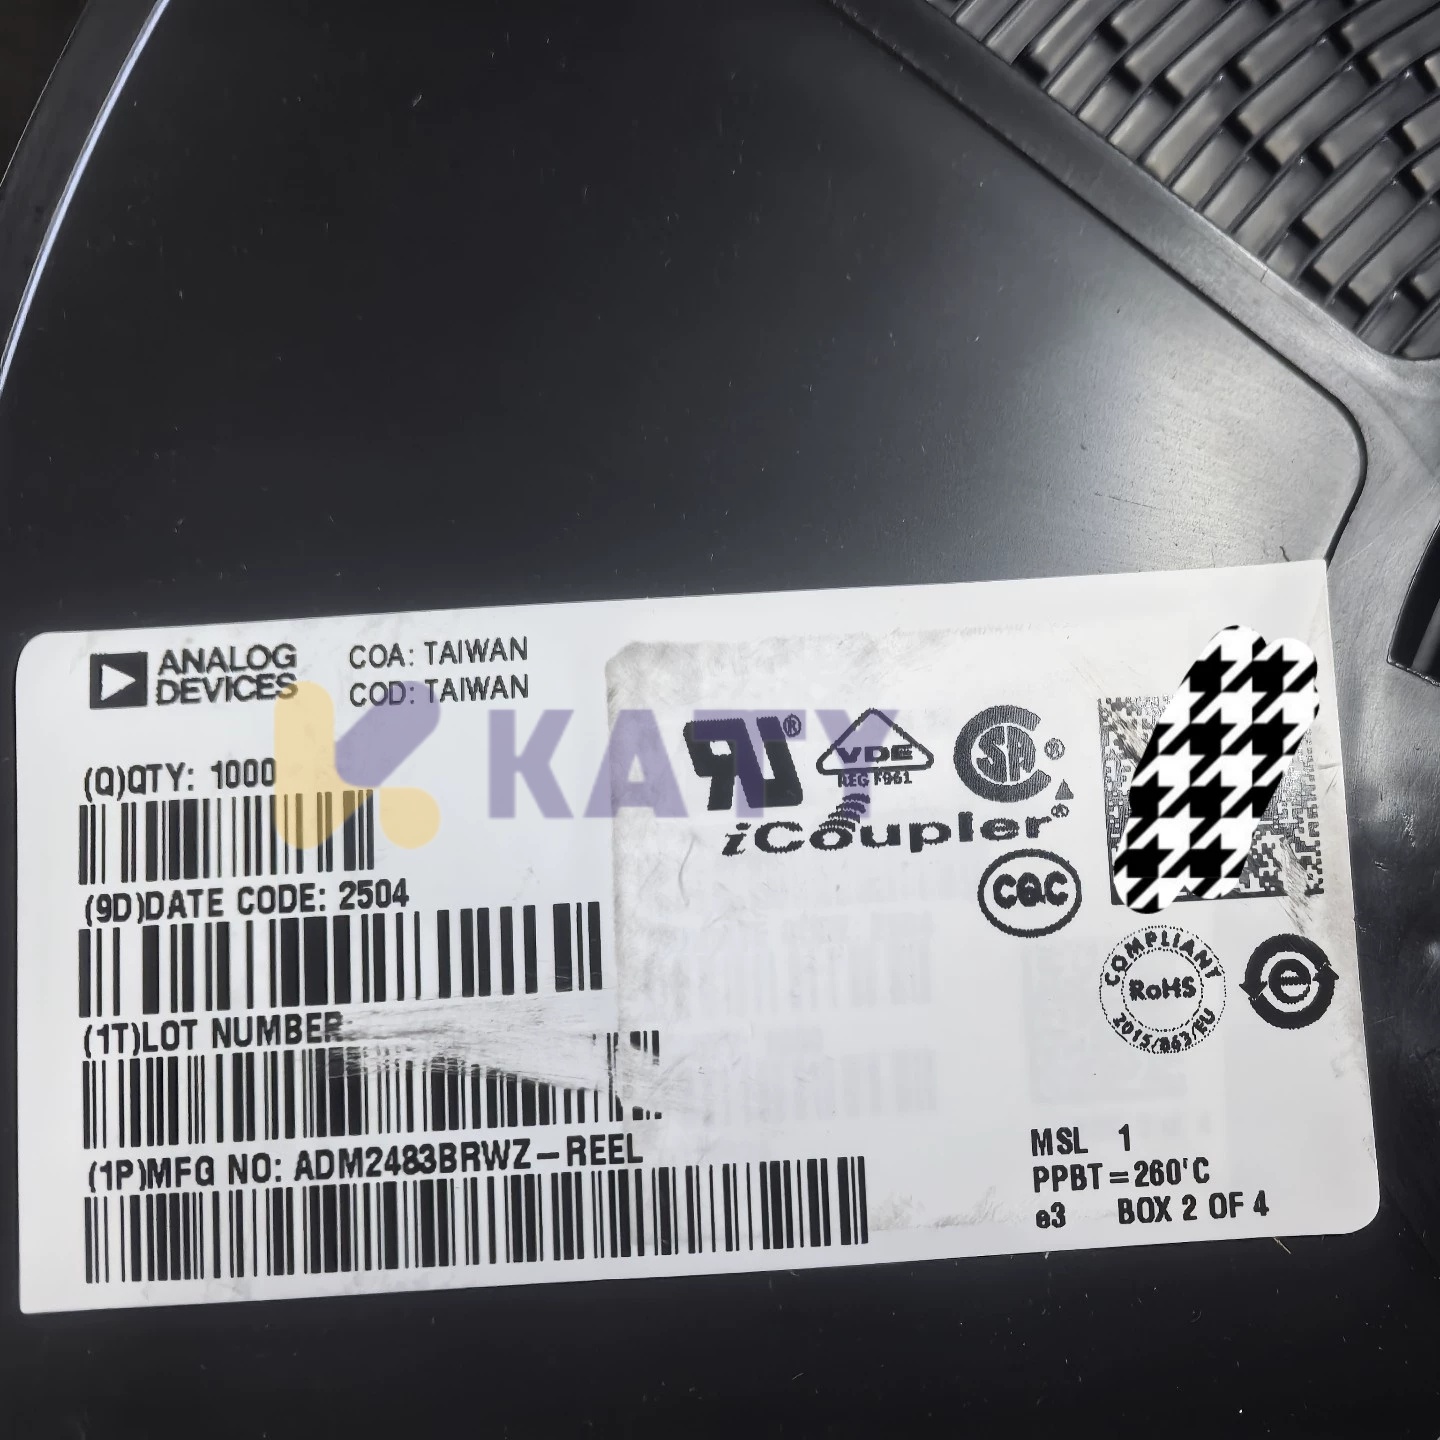 ANALOG
DEVICES
COA: TAIWAN
COD: TAIWAN
KATY
(Q)QTY: 1000
(9D)DATE CODE: 2504
(1T)LOT NUMBER:
(1P)MFG NO: ADM2483BRWZ-REEL
®
VDE
REG F961
SA ®
iCoupler®
CQC
COMPLIANT
RoHS
2015/863/EU
e
MSL 1
PPBT=260'C
e3 BOX 2 OF 4